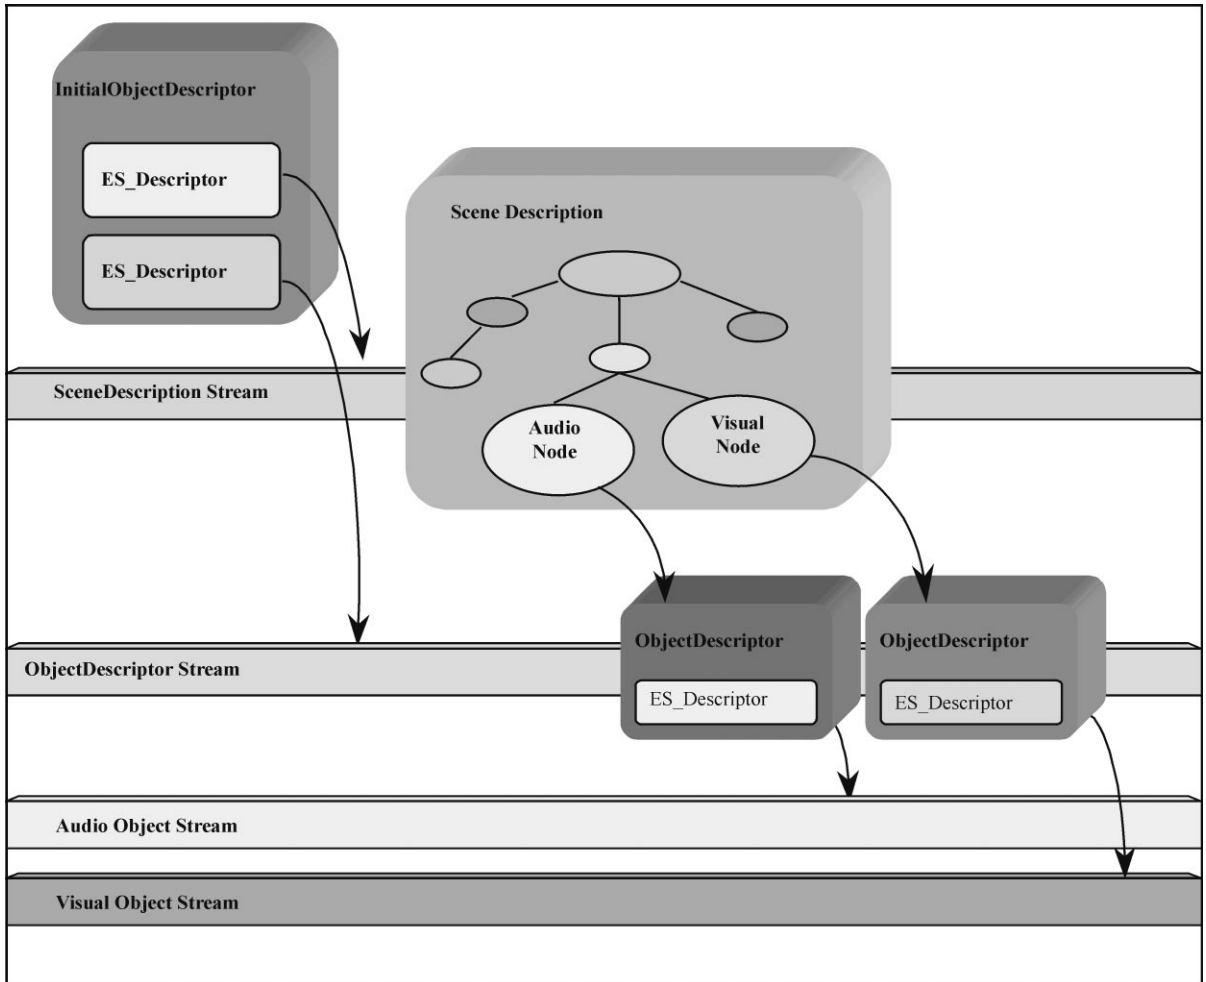 InitialObjectDescriptor
ES_Descriptor
ES_Descriptor
Scene Description
SceneDescription Stream
Audio
Node
Visual
Node
ObjectDescriptor Stream
ObjectDescriptor
ES_Descriptor
ObjectDescriptor
ES_Descriptor
Audio Object Stream
Visual Object Stream